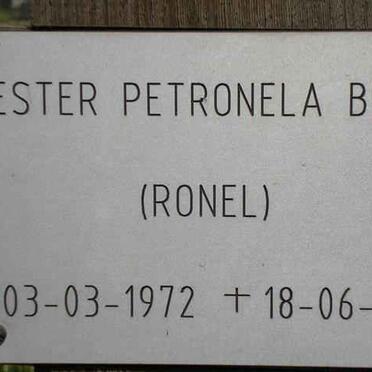 ESTER PETRONELA B
(RONEL)
03-03-1972 † 18-06-